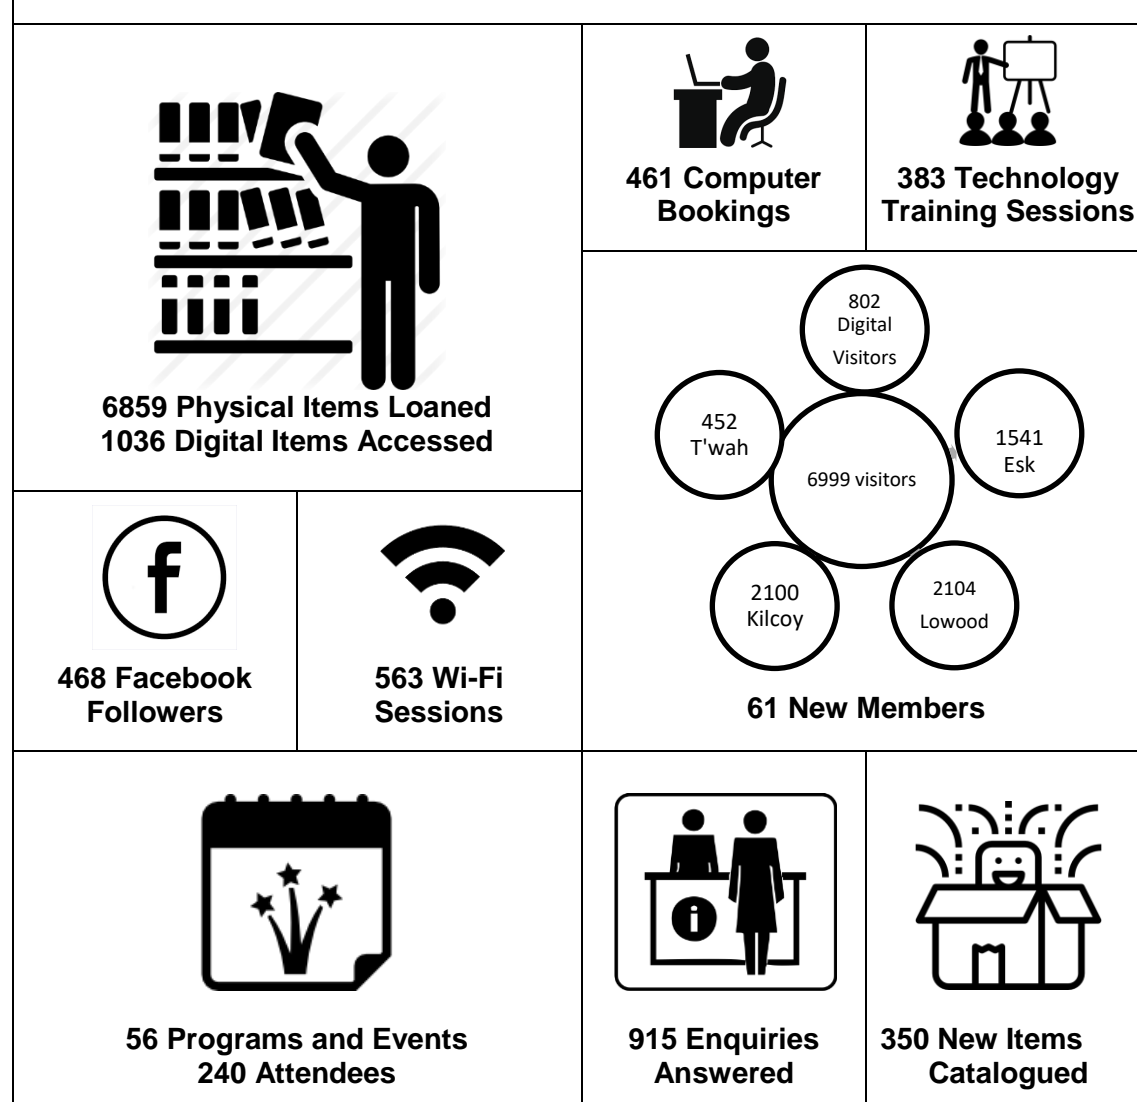 461 Computer
Bookings
383 Technology
Training Sessions
6859 Physical Items Loaned
1036 Digital Items Accessed
802
Digital
Visitors
452
T'wah
1541
Esk
6999 visitors
2100
Kilcoy
2104
Lowood
61 New Members
f
468 Facebook
Followers
563 Wi-Fi
Sessions
56 Programs and Events
240 Attendees
i
915 Enquiries
Answered
350 New Items
Catalogued